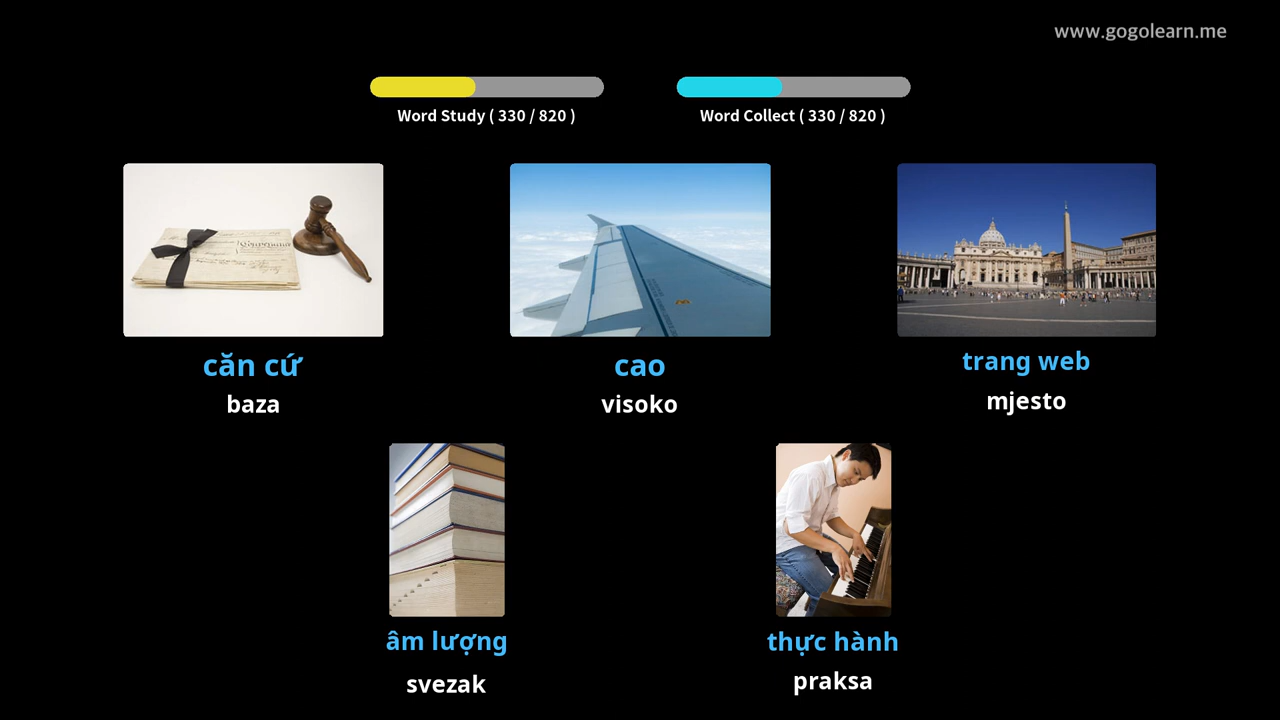 www.gogolearn.me
Word Study ( 330 / 820 )
Word Collect ( 330 / 820 )
căn cứ
baza
cao
visoko
trang web
mjesto
âm lượng
svezak
thực hành
praksa